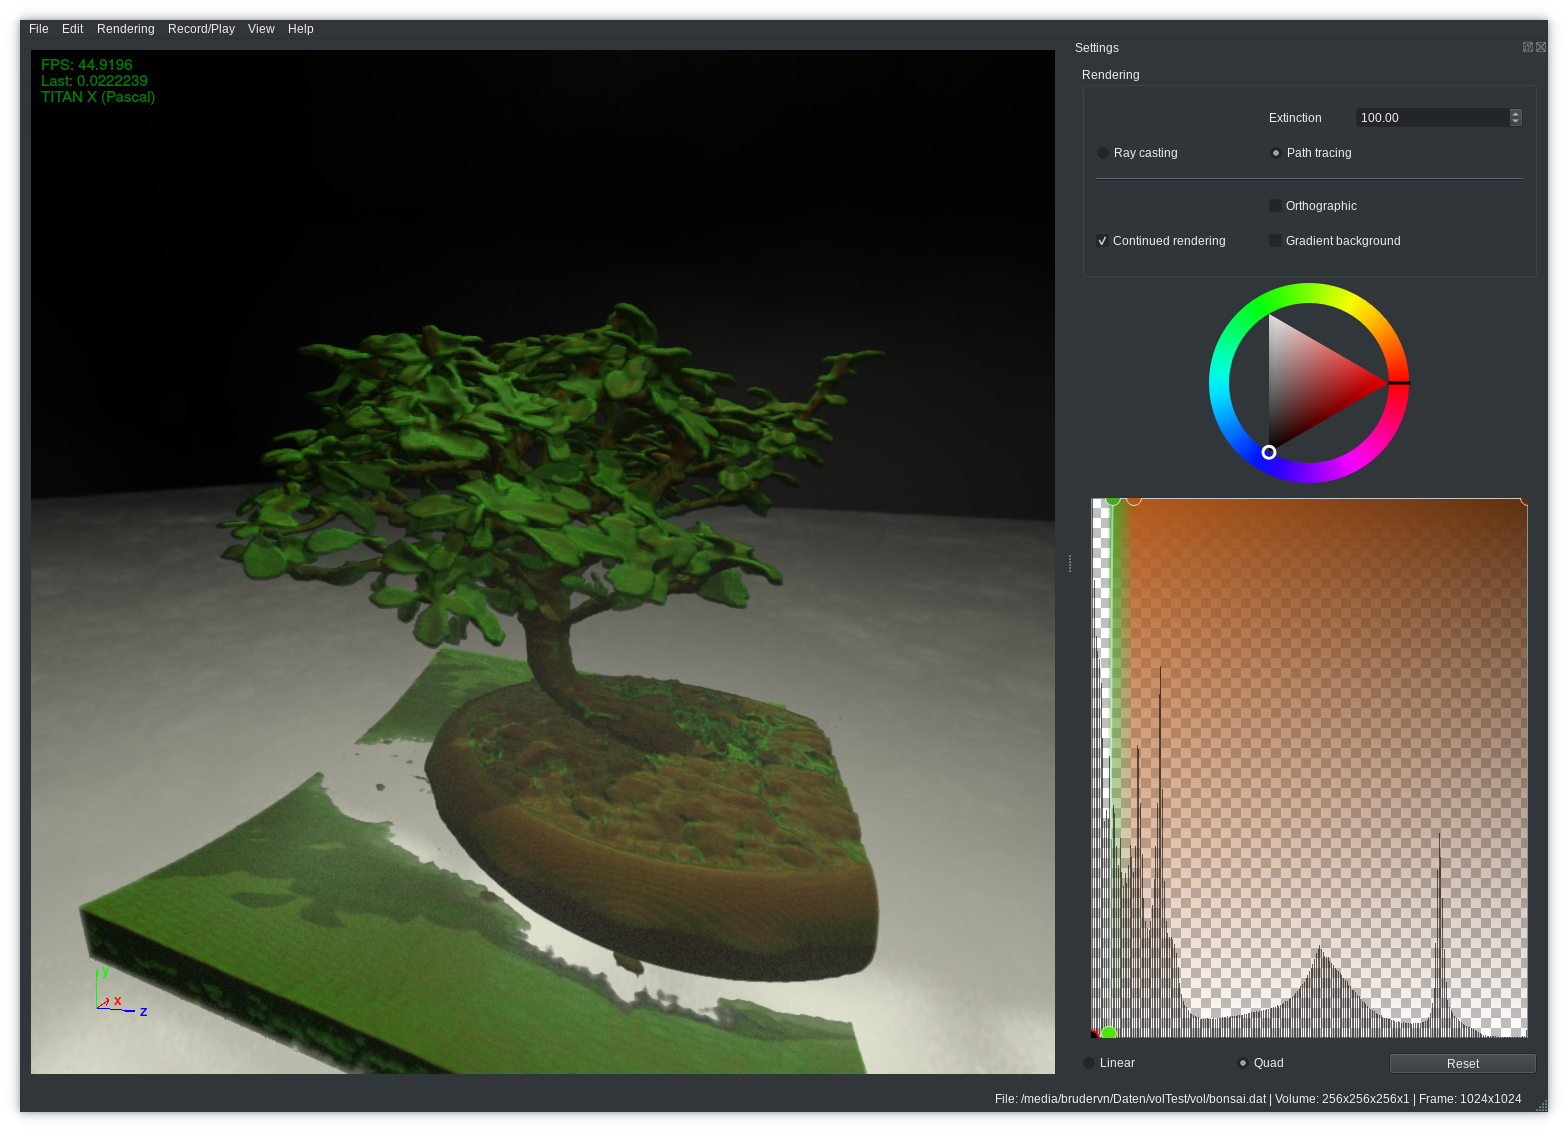 File Edit Rendering Record/Play View Help
FPS: 44.9196
Last: 0.0222239
TITAN X (Pascal)
Settings
Rendering
Extinction 100.00
Ray casting Path tracing
Orthographic
Continued rendering Gradient background
y
x
z
Linear Quad Reset
File: /media/brudervn/Daten/volTest/vol/bonsai.dat | Volume: 256x256x256x1 | Frame: 1024x1024